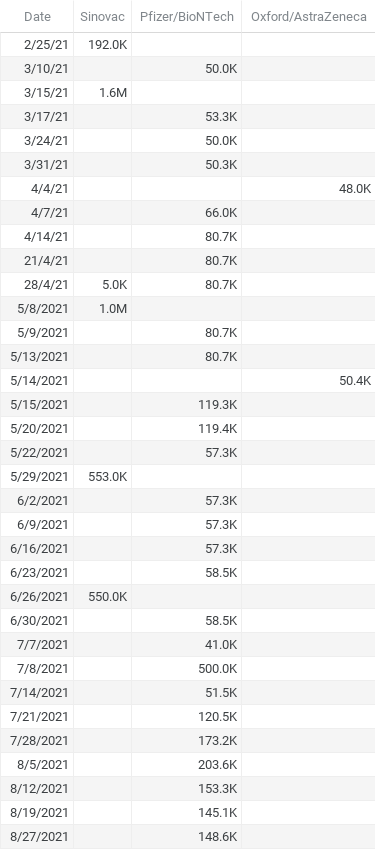 Date Sinovac Pfizer/BioNTech Oxford/AstraZeneca
2/25/21 192.0K
3/10/21 50.0K
3/15/21 1.6M
3/17/21 53.3K
3/24/21 50.0K
3/31/21 50.3K
4/4/21 48.0K
4/7/21 66.0K
4/14/21 80.7K
21/4/21 80.7K
28/4/21 5.0K 80.7K
5/8/2021 1.0M
5/9/2021 80.7K
5/13/2021 80.7K
5/14/2021 50.4K
5/15/2021 119.3K
5/20/2021 119.4K
5/22/2021 57.3K
5/29/2021 553.0K
6/2/2021 57.3K
6/9/2021 57.3K
6/16/2021 57.3K
6/23/2021 58.5K
6/26/2021 550.0K
6/30/2021 58.5K
7/7/2021 41.0K
7/8/2021 500.0K
7/14/2021 51.5K
7/21/2021 120.5K
7/28/2021 173.2K
8/5/2021 203.6K
8/12/2021 153.3K
8/19/2021 145.1K
8/27/2021 148.6K